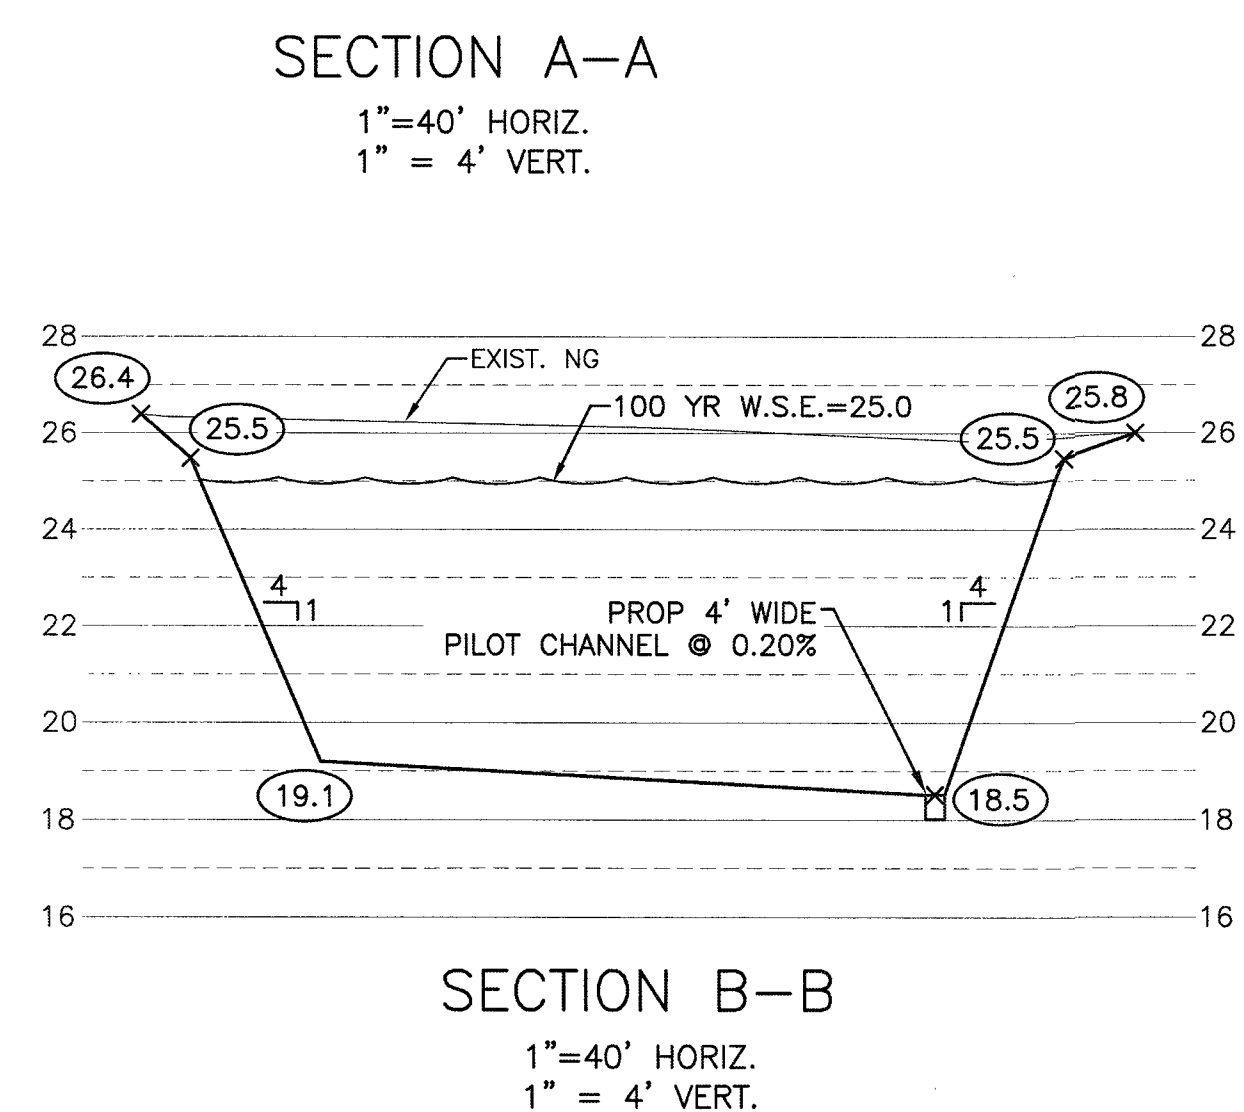 SECTION A–A
1"=40' HORIZ.
1" = 4' VERT.
28 28
EXIST. NG
26.4
25.8
100 YR W.S.E.=25.0
25.5
25.5
26 26
24 24
4
1
4
1
PROP 4' WIDE
22 22
PILOT CHANNEL @ 0.20%
20 20
19.1
18.5
18 18
16 16
SECTION B–B
1"=40' HORIZ.
1" = 4' VERT.